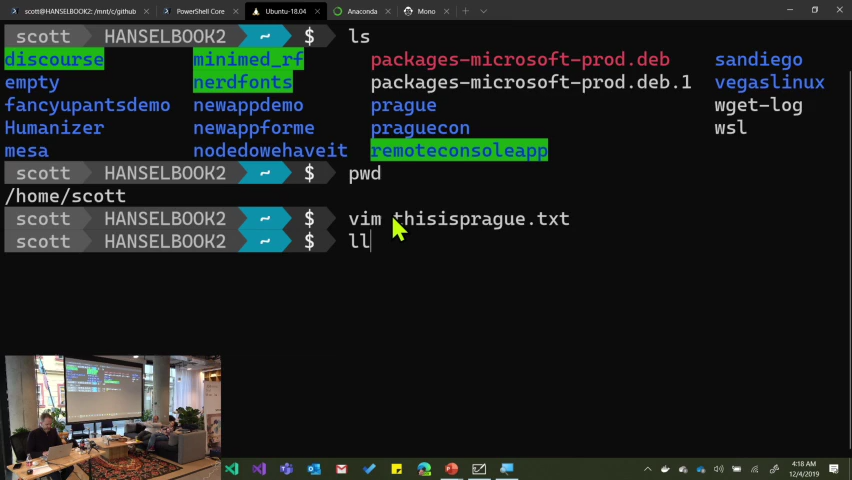 scott@HANSELBOOK2: /mnt/c/github PowerShell Core Ubuntu-18.04 Anaconda Mono
scott HANSELBOOK2 ~ $ ls
discourse minimed_rf packages-microsoft-prod.deb sandiego
empty nerdfonts packages-microsoft-prod.deb.1 vegaslinux
fancyupantsdemo newappdemo prague wget-log
Humanizer newappforme praguecon wsl
mesa nodedowehaveit remoteconsoleapp
scott HANSELBOOK2 ~ $ pwd
/home/scott
scott HANSELBOOK2 ~ $ vim thisisprague.txt
scott HANSELBOOK2 ~ $ ll
4:18 AM
12/4/2019